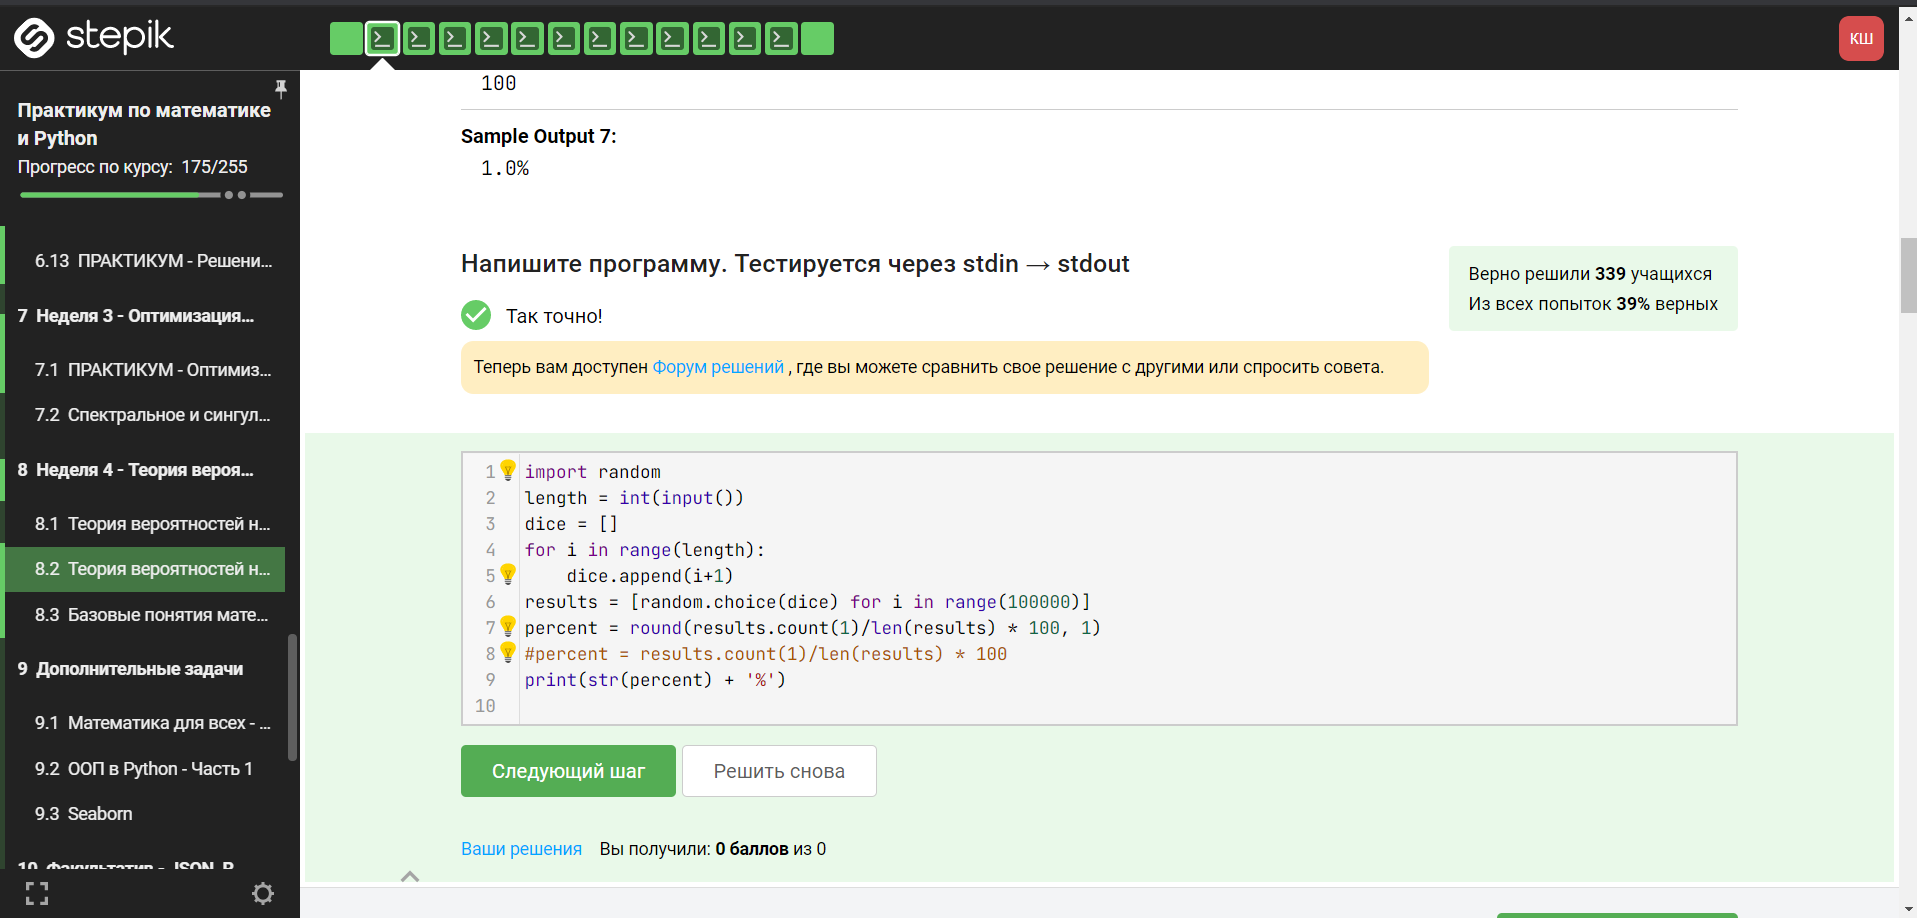 stepik
КШ
Практикум по математике
и Python
Прогресс по курсу: 175/255
6.13 ПРАКТИКУМ - Решени...
7 Неделя 3 - Оптимизация...
7.1 ПРАКТИКУМ - Оптимиз...
7.2 Спектральное и сингул...
8 Неделя 4 - Теория вероя...
8.1 Теория вероятностей н...
8.2 Теория вероятностей н...
8.3 Базовые понятия мате...
9 Дополнительные задачи
9.1 Математика для всех - ...
9.2 ООП в Python - Часть 1
9.3 Seaborn
10 Факультатив - JSON, R
100
Sample Output 7:
1.0%
Напишите программу. Тестируется через stdin → stdout
Верно решили 339 учащихся
Из всех попыток 39% верных
Так точно!
Теперь вам доступен Форум решений , где вы можете сравнить свое решение с другими или спросить совета.
1 import random
2 length = int(input())
3 dice = []
4 for i in range(length):
5     dice.append(i+1)
6 results = [random.choice(dice) for i in range(100000)]
7 percent = round(results.count(1)/len(results) * 100, 1)
8 #percent = results.count(1)/len(results) * 100
9 print(str(percent) + '%')
10
Следующий шаг
Решить снова
Ваши решения Вы получили: 0 баллов из 0